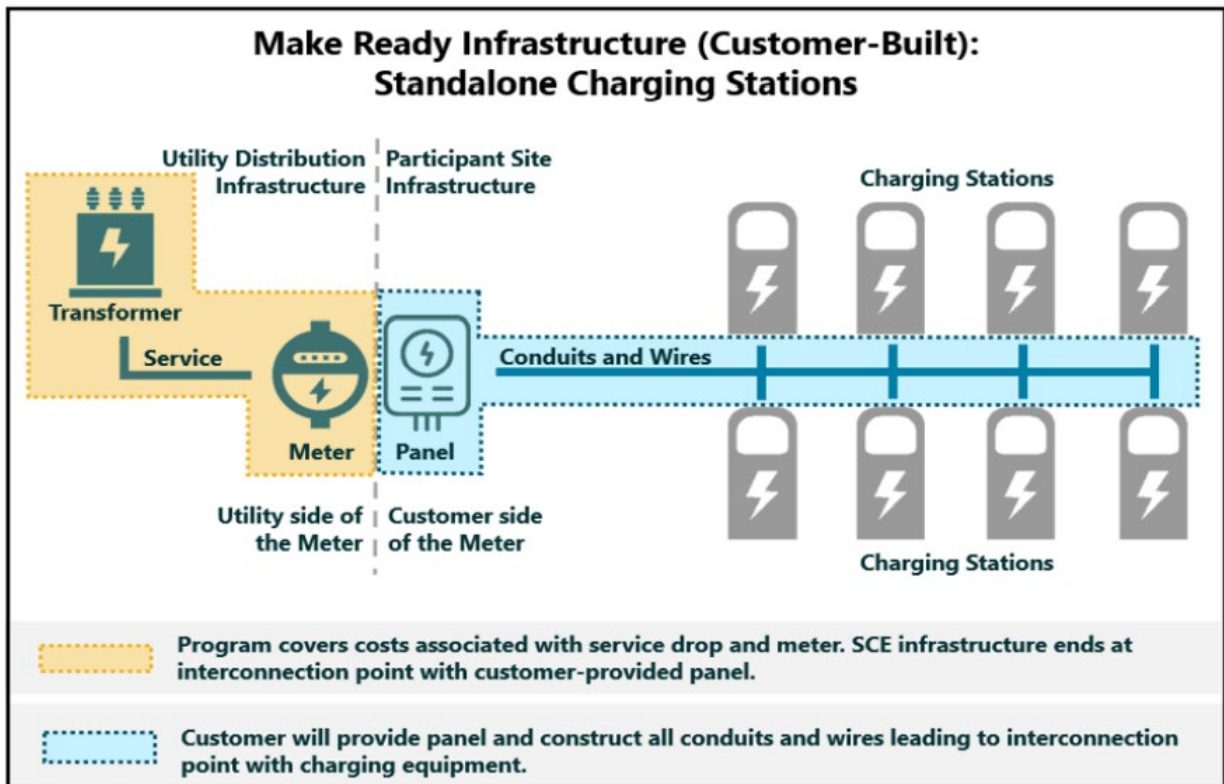 Make Ready Infrastructure (Customer-Built):
Standalone Charging Stations
Utility Distribution
Infrastructure
Participant Site
Infrastructure
Charging Stations
Transformer
Service
Conduits and Wires
Meter
Panel
Utility side of
the Meter
Customer side
of the Meter
Charging Stations
Program covers costs associated with service drop and meter. SCE infrastructure ends at
interconnection point with customer-provided panel.
Customer will provide panel and construct all conduits and wires leading to interconnection
point with charging equipment.